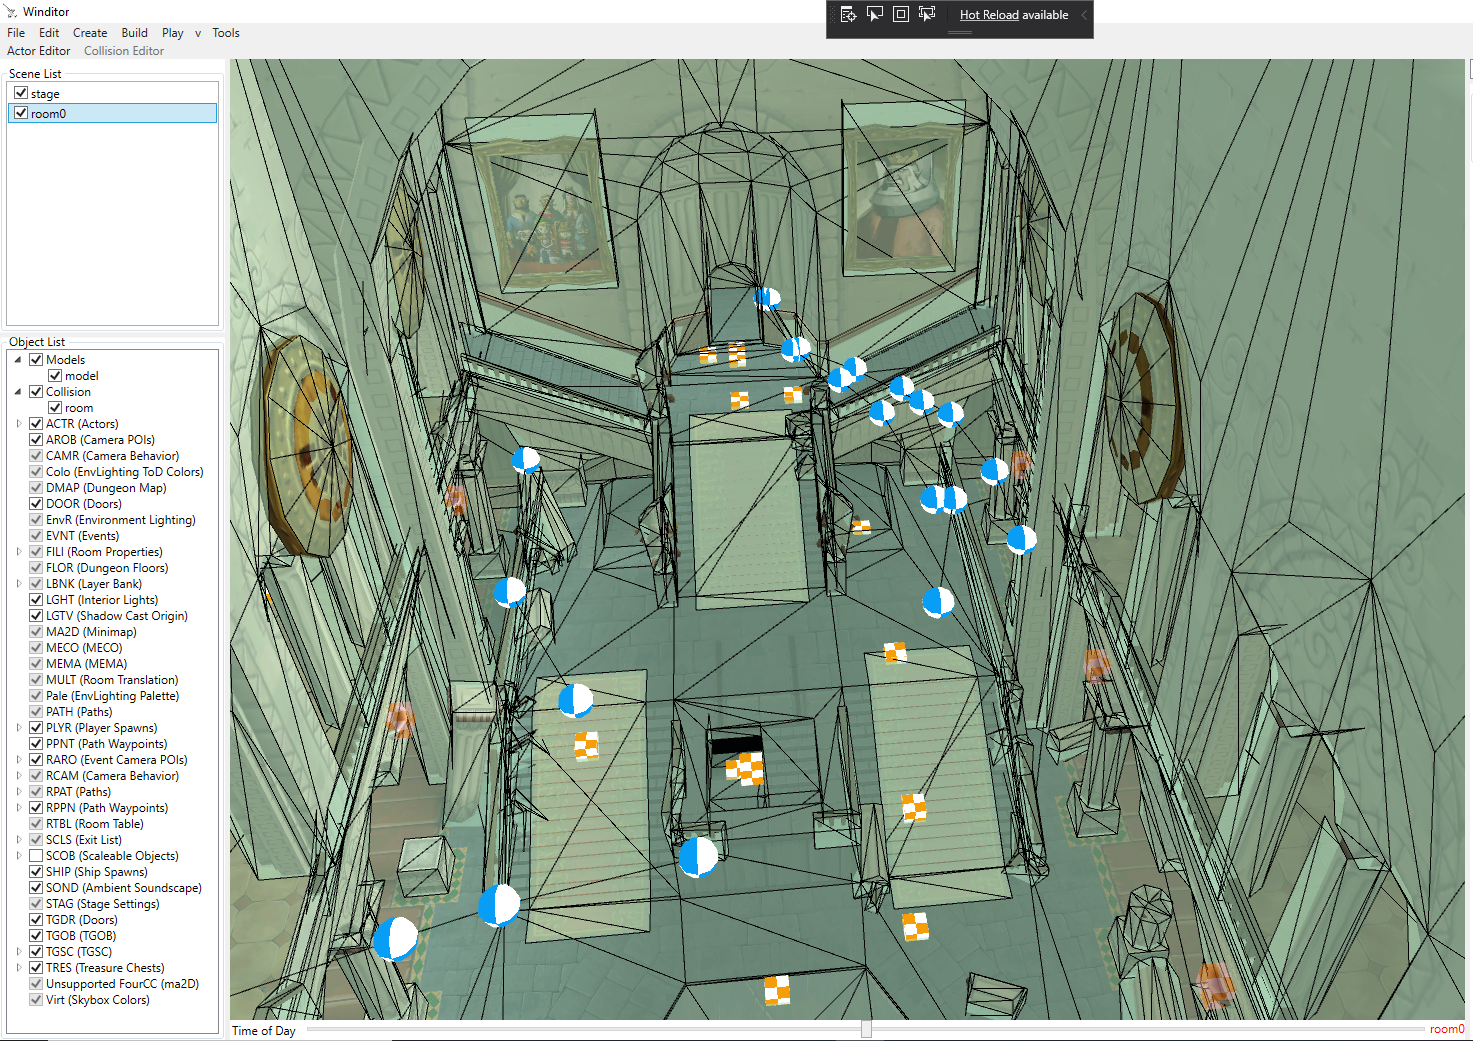 Winditor
Hot Reload available
File Edit Create Build Play v Tools
Actor Editor Collision Editor
Scene List
stage
room0
Object List
Models
model
Collision
room
ACTR (Actors)
AROB (Camera POIs)
CAMR (Camera Behavior)
Colo (EnvLighting ToD Colors)
DMAP (Dungeon Map)
DOOR (Doors)
EnvR (Environment Lighting)
EVNT (Events)
FILI (Room Properties)
FLOR (Dungeon Floors)
LBNK (Layer Bank)
LGHT (Interior Lights)
LGTV (Shadow Cast Origin)
MA2D (Minimap)
MECO (MECO)
MEMA (MEMA)
MULT (Room Translation)
Pale (EnvLighting Palette)
PATH (Paths)
PLYR (Player Spawns)
PPNT (Path Waypoints)
RARO (Event Camera POIs)
RCAM (Camera Behavior)
RPAT (Paths)
RPPN (Path Waypoints)
RTBL (Room Table)
SCLS (Exit List)
SCOB (Scaleable Objects)
SHIP (Ship Spawns)
SOND (Ambient Soundscape)
STAG (Stage Settings)
TGDR (Doors)
TGOB (TGOB)
TGSC (TGSC)
TRES (Treasure Chests)
Unsupported FourCC (ma2D)
Virt (Skybox Colors)
Time of Day
room0